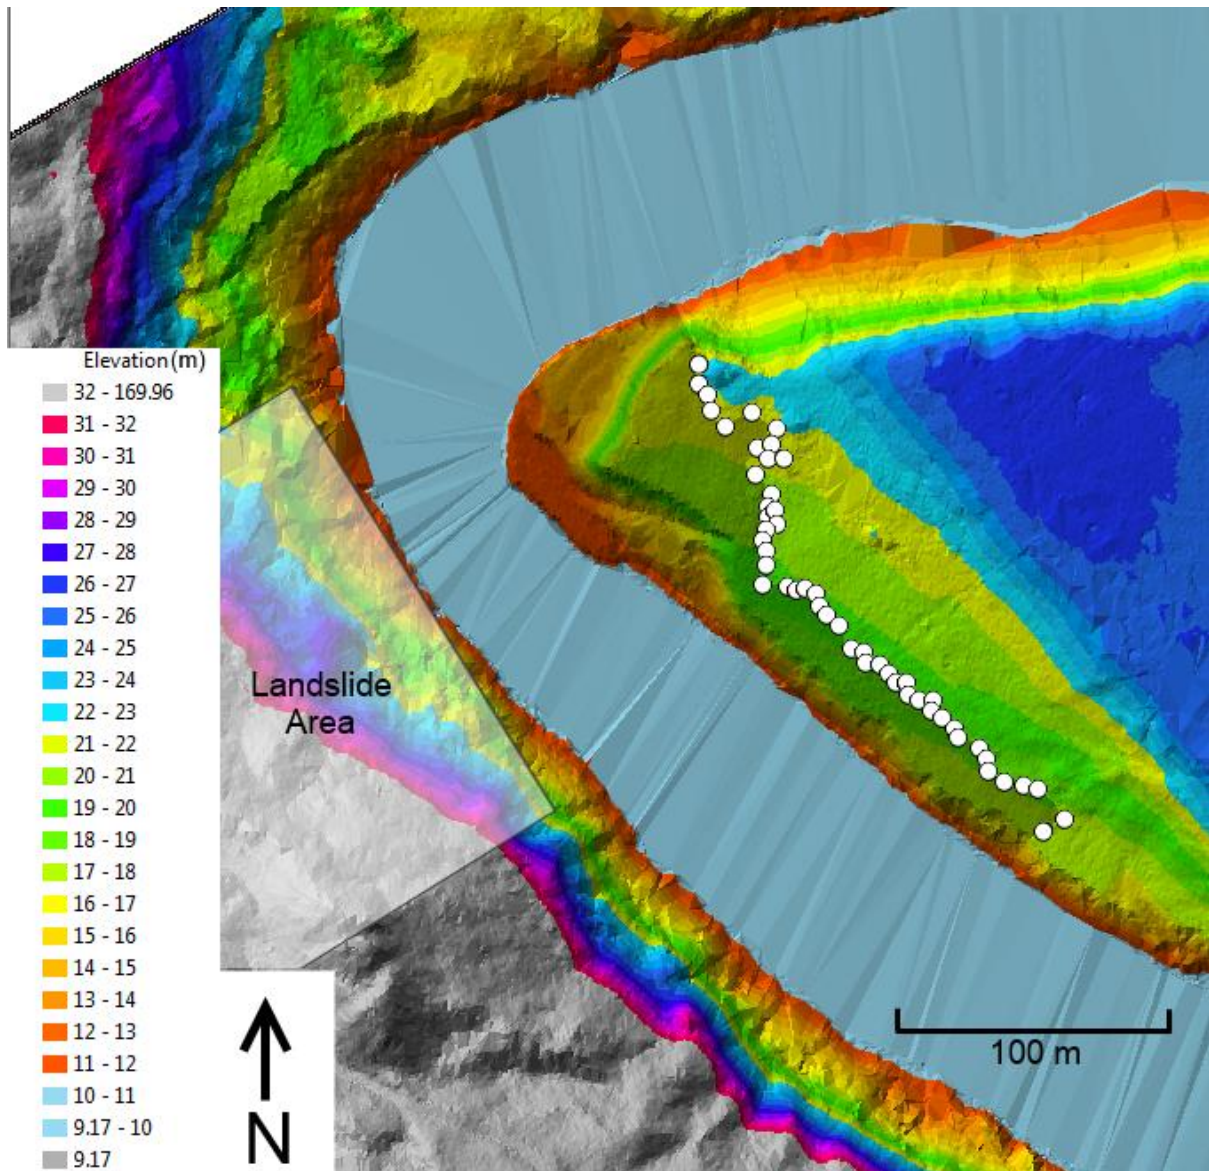 Elevation (m)
32 - 169.96
31 - 32
30 - 31
29 - 30
28 - 29
27 - 28
26 - 27
25 - 26
24 - 25
23 - 24
22 - 23
21 - 22
20 - 21
19 - 20
18 - 19
17 - 18
16 - 17
15 - 16
14 - 15
13 - 14
12 - 13
11 - 12
10 - 11
9.17 - 10
9.17
Landslide
Area
N
100 m